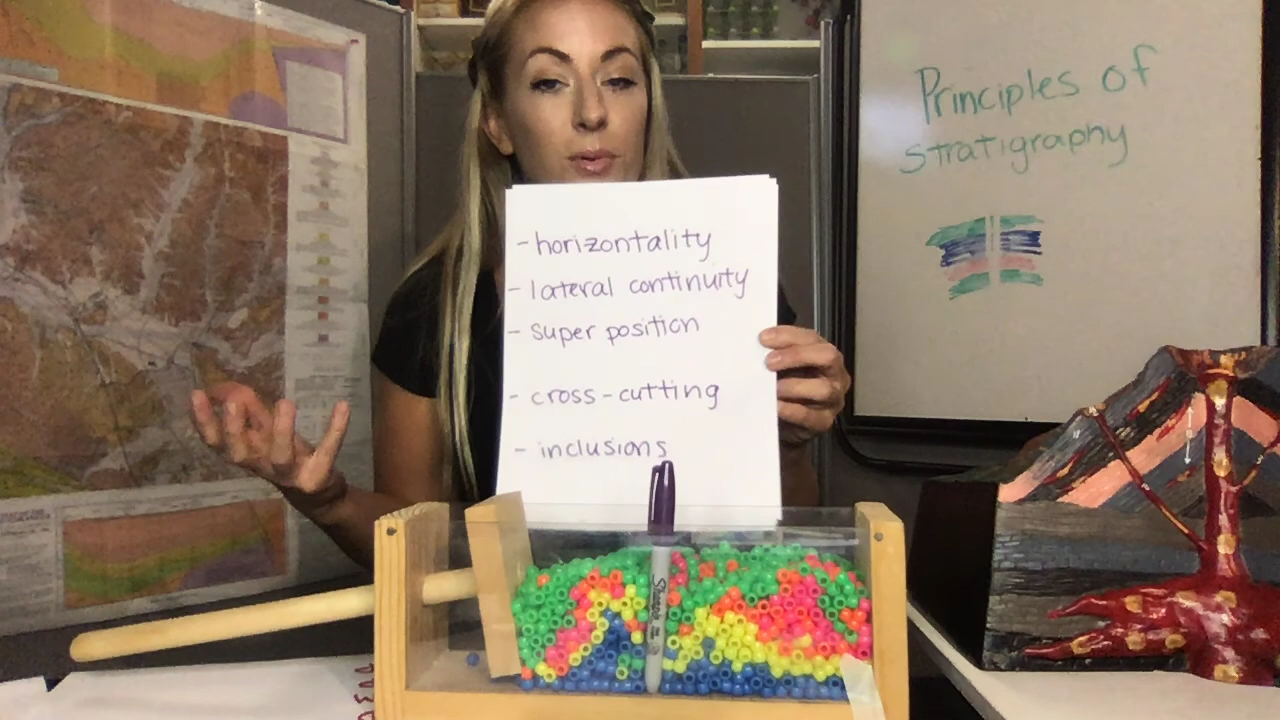 Principles of
stratigraphy
- horizontality
- lateral continuity
- super position
- cross-cutting
- inclusions
Sharpie